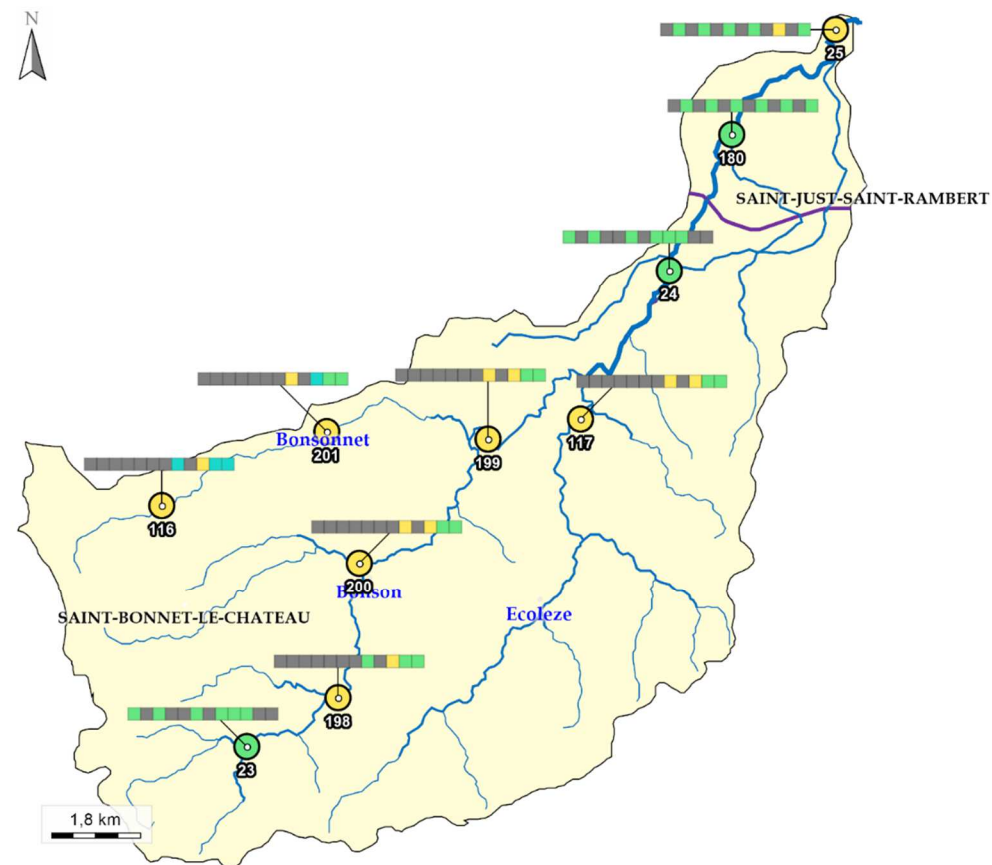 N
25
180
SAINT-JUST-SAINT-RAMBERT
24
Bonsonnet
201
199
117
116
200
Bonson
SAINT-BONNET-LE-CHATEAU
Ecoleze
198
23
1,8 km